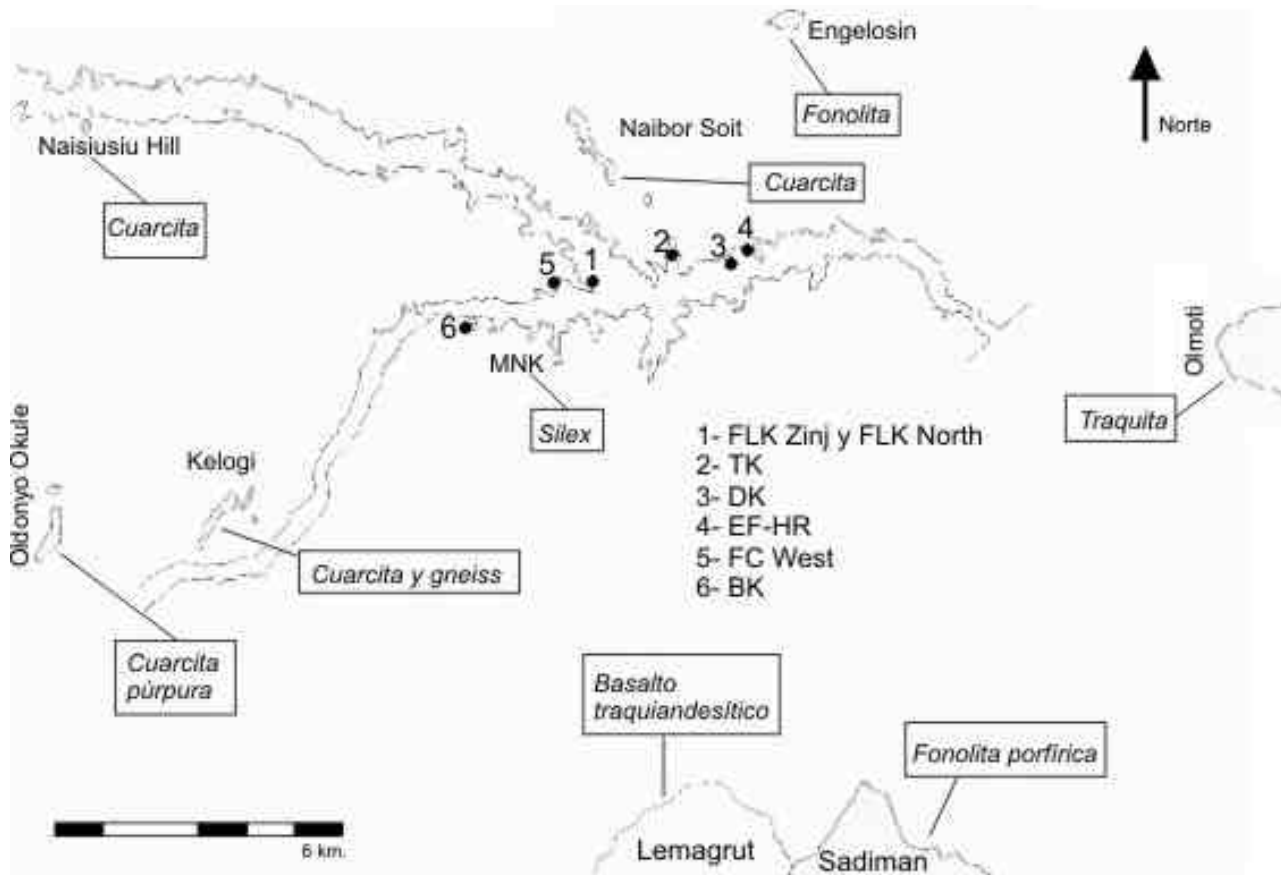 Engelosin
Fonolita
Norte
Naibor Soit
Naisiusiu Hill
Cuarcita
Cuarcita
4
2
3
5
1
6
MNK
Silex
Olmoti
Traquita
1- FLK Zinj y FLK North
2- TK
3- DK
4- EF-HR
5- FC West
6- BK
Kelogi
Oldonyo Okule
Cuarcita y gneiss
Cuarcita
púrpura
Basalto
traquiandesítico
Fonolita porfírica
6 km.
Lemagrut
Sadiman